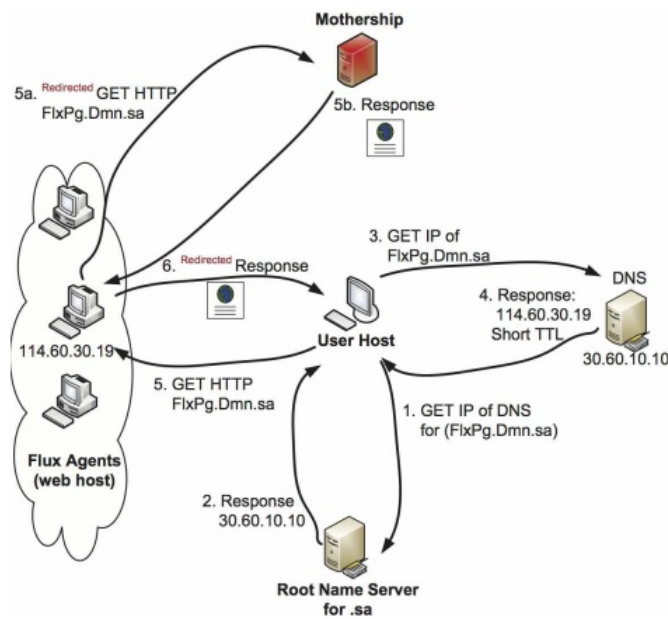 Mothership
5a. Redirected GET HTTP
FlxPg.Dmn.sa
5b. Response
3. GET IP of
FlxPg.Dmn.sa
6. Redirected Response
DNS
4. Response:
114.60.30.19
Short TTL
User Host
114.60.30.19
30.60.10.10
5. GET HTTP
FlxPg.Dmn.sa
1. GET IP of DNS
for (FlxPg.Dmn.sa)
Flux Agents
(web host)
2. Response
30.60.10.10
Root Name Server
for .sa